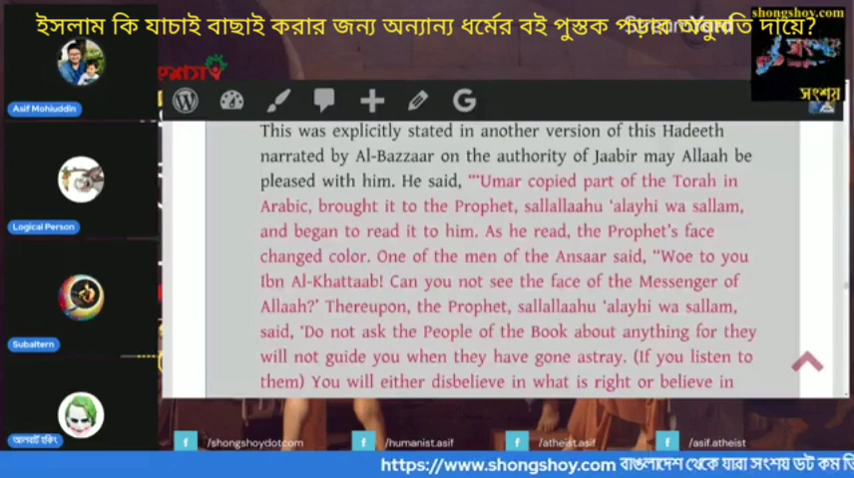 ইসলাম কি যাচাই বাছাই করার জন্য অন্যান্য ধর্মের বই পুস্তক পড়ার অনুমতি দায়ে?
shongshoy.com
সংশয়
Asif Mohiuddin
Logical Person
Subaltern
This was explicitly stated in another version of this Hadeeth
narrated by Al-Bazzaar on the authority of Jaabir may Allaah be
pleased with him. He said, “‘Umar copied part of the Torah in
Arabic, brought it to the Prophet, sallallaahu ‘alayhi wa sallam,
and began to read it to him. As he read, the Prophet’s face
changed color. One of the men of the Ansaar said, “Woe to you
Ibn Al-Khattaab! Can you not see the face of the Messenger of
Allaah?’ Thereupon, the Prophet, sallallaahu ‘alayhi wa sallam,
said, ‘Do not ask the People of the Book about anything for they
will not guide you when they have gone astray. (If you listen to
them) You will either disbelieve in what is right or believe in
/shongshoydotcom
/humanist.asif
/atheist.asif
/asif.atheist
https://www.shongshoy.com বাঙলাদেশ থেকে যারা সংশয় ডট কম